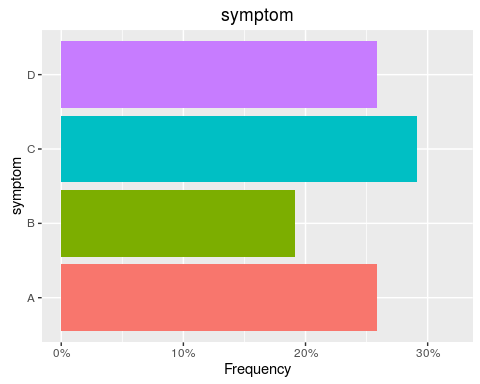 symptom
D
C
B
A
symptom
0% 10% 20% 30%
Frequency